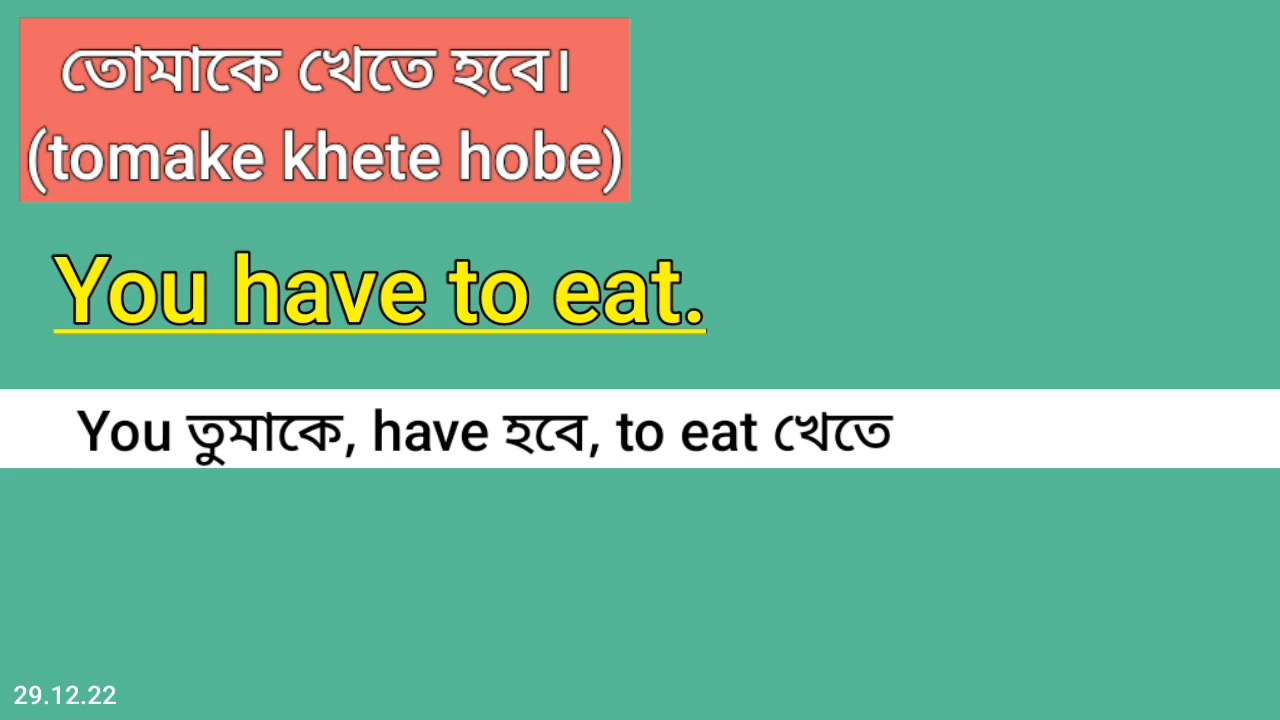 তোমাকে খেতে হবে।
(tomake khete hobe)
You have to eat.
You তুমাকে, have হবে, to eat খেতে
29.12.22